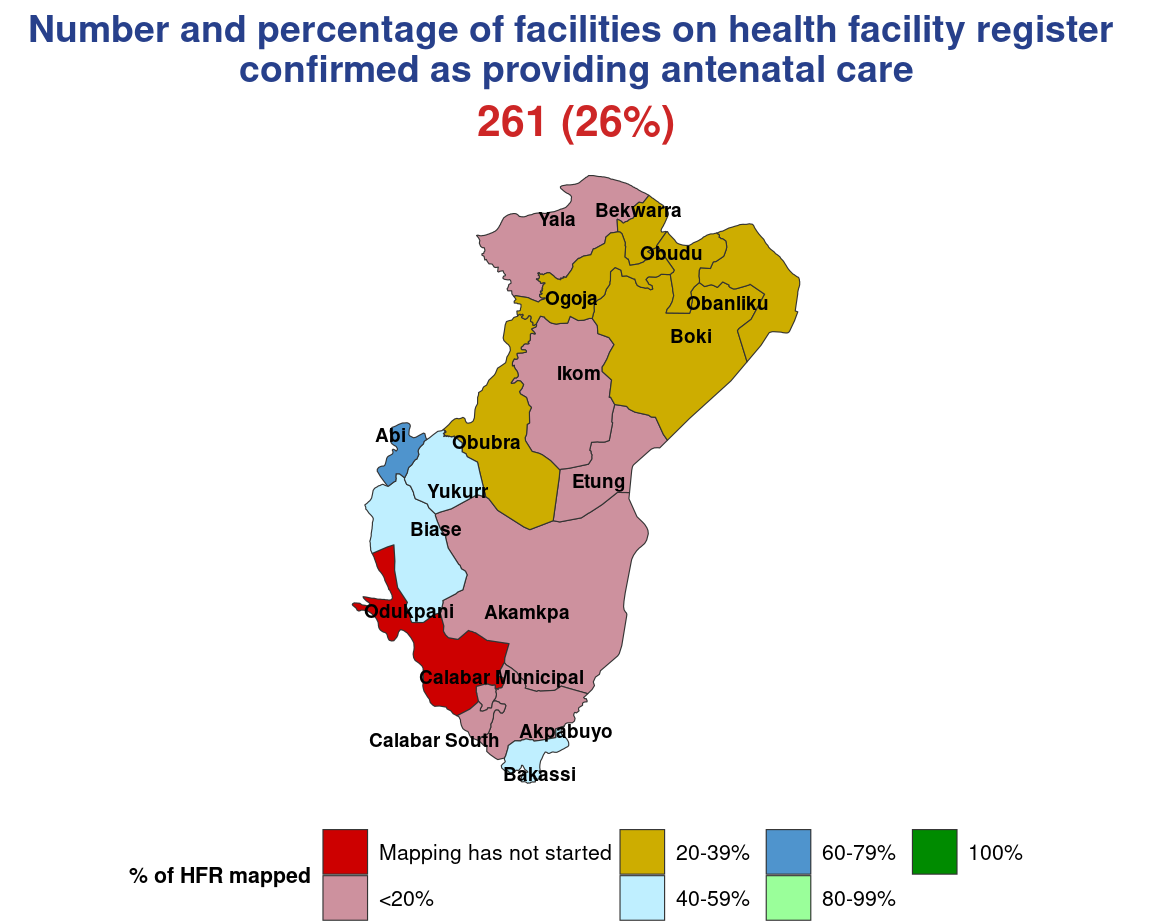 Number and percentage of facilities on health facility register
confirmed as providing antenatal care
261 (26%)
Yala
Bekwarra
Obudu
Ogoja
Obanliku
Boki
Ikom
Abi
Obubra
Etung
Yukurr
Biase
Odukpani
Akamkpa
Calabar Municipal
Akpabuyo
Calabar South
Bakassi
% of HFR mapped
Mapping has not started
<20%
20-39%
40-59%
60-79%
80-99%
100%